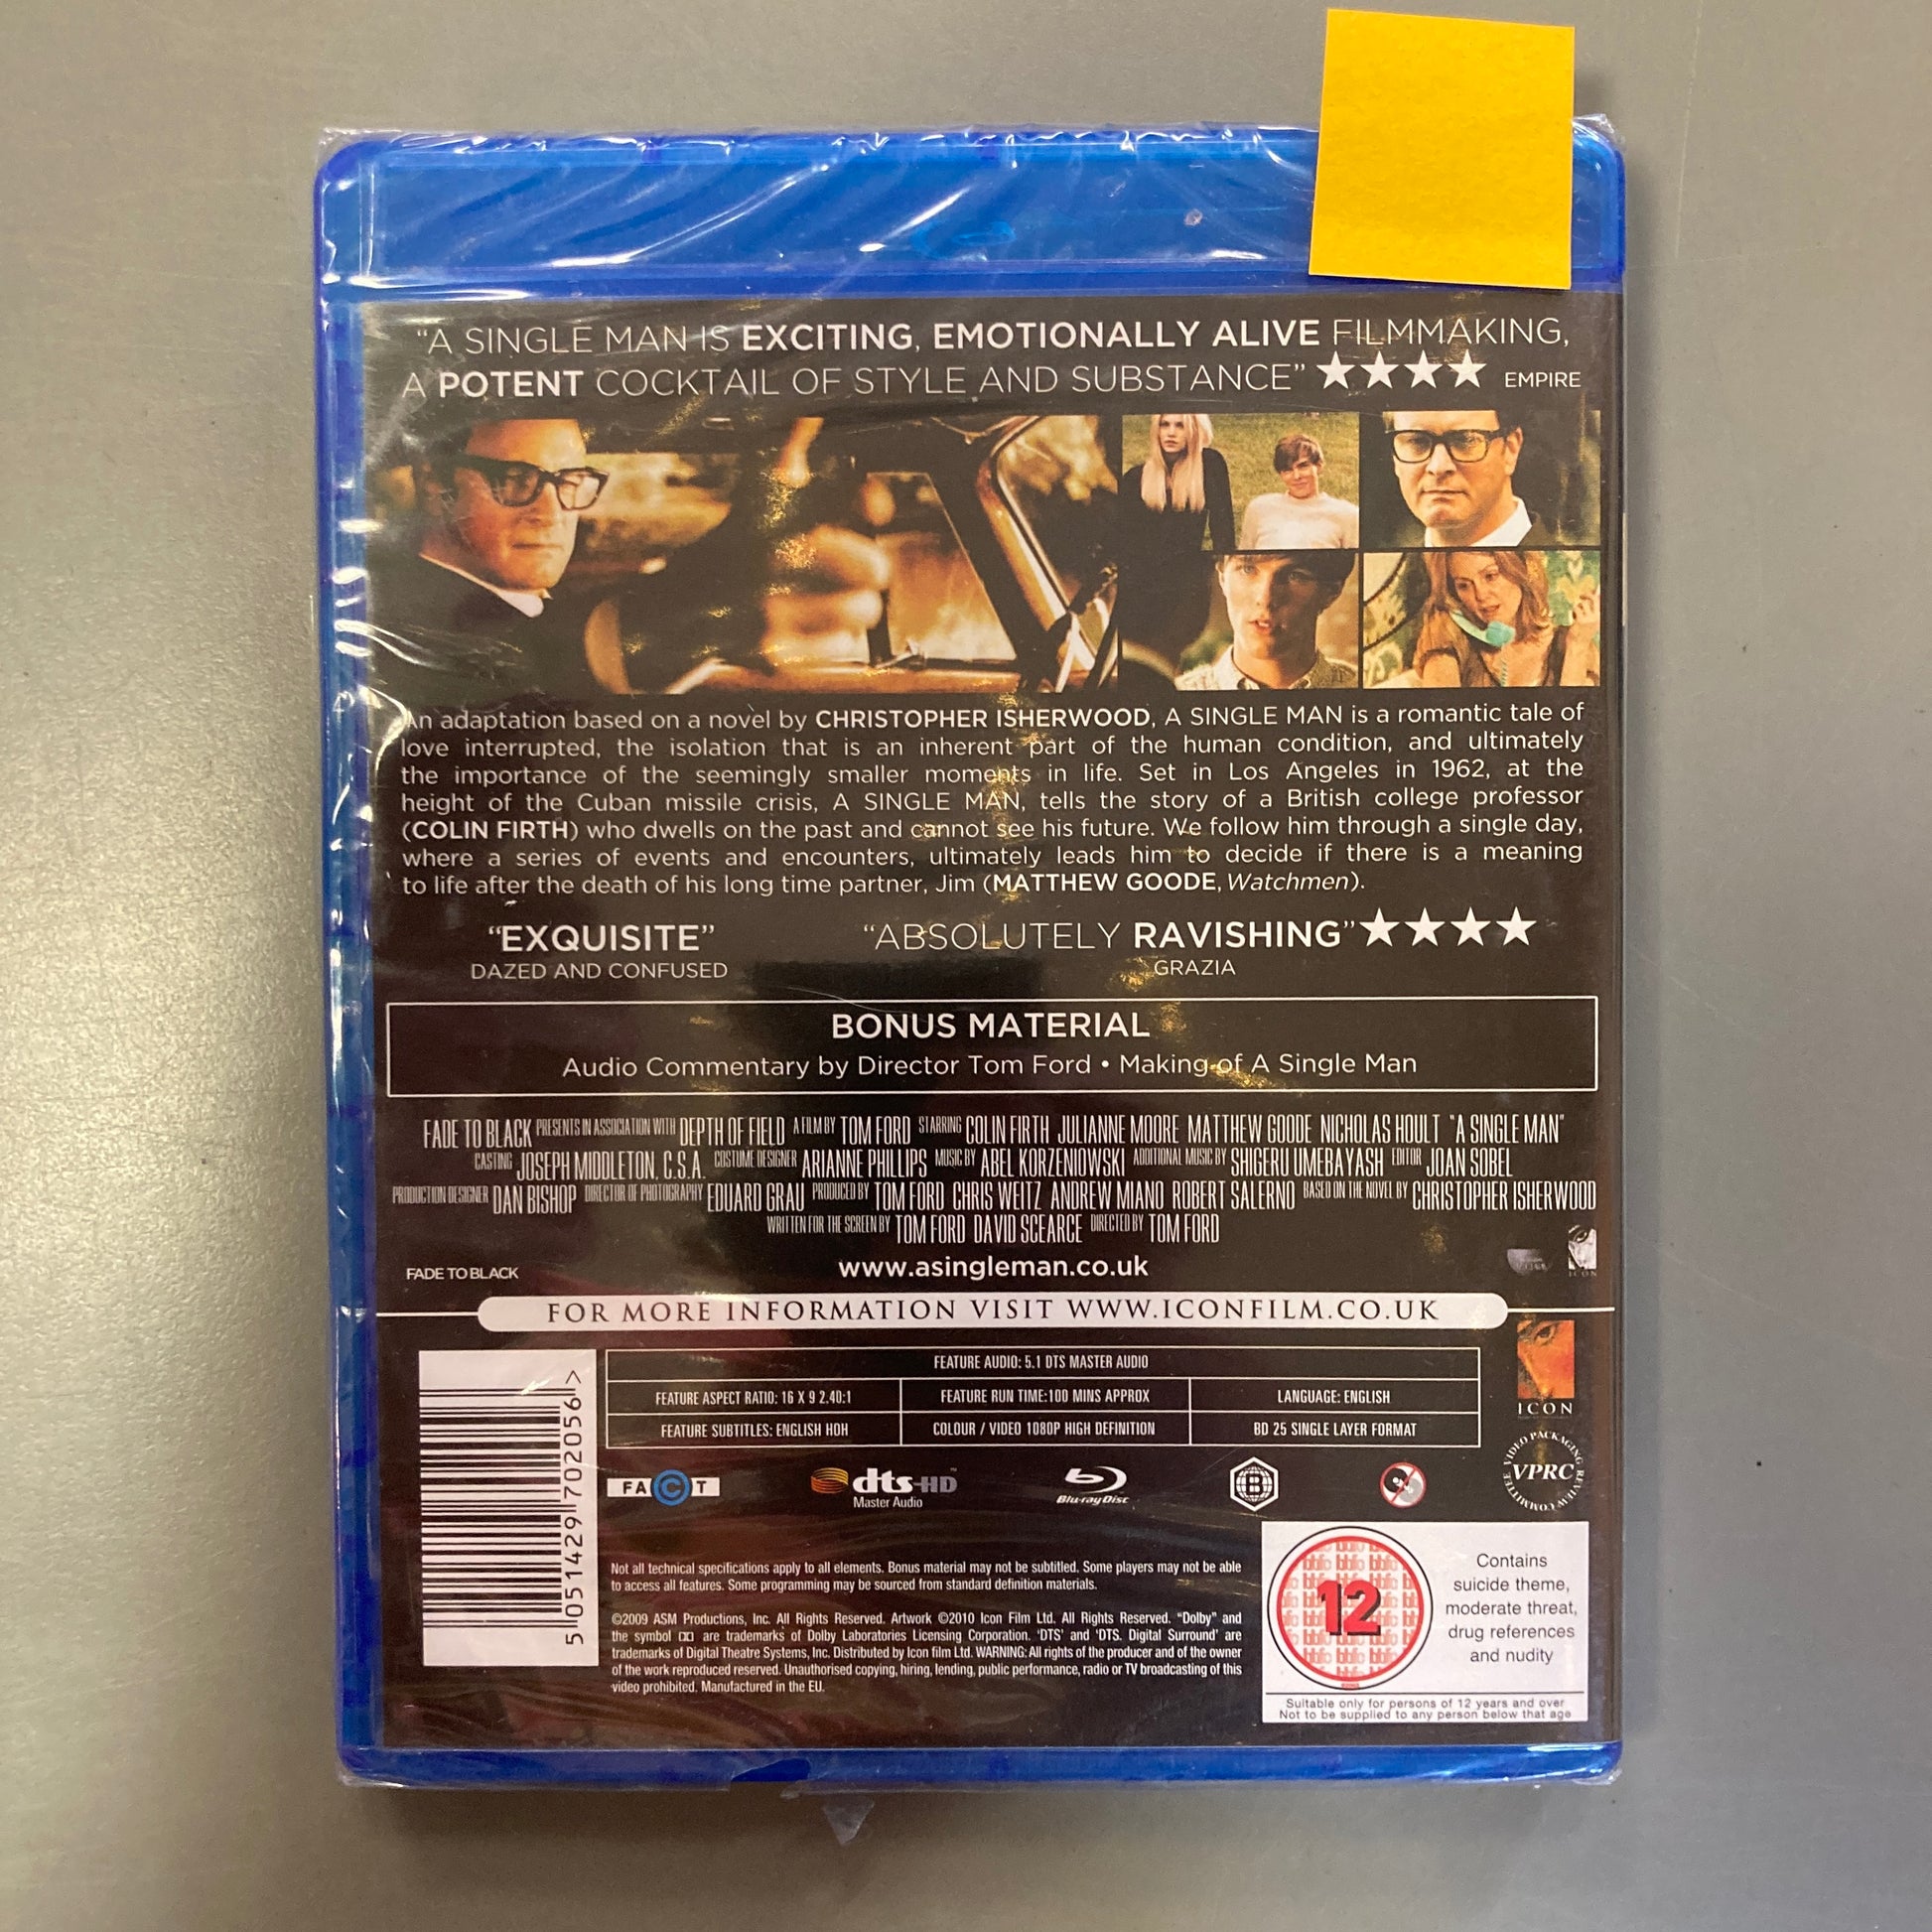 “A SINGLE MAN IS EXCITING, EMOTIONALLY ALIVE FILMMAKING,
A POTENT COCKTAIL OF STYLE AND SUBSTANCE” ★★★★ EMPIRE
An adaptation based on a novel by CHRISTOPHER ISHERWOOD, A SINGLE MAN is a romantic tale of
love interrupted, the isolation that is an inherent part of the human condition, and ultimately
the importance of the seemingly smaller moments in life. Set in Los Angeles in 1962, at the
height of the Cuban missile crisis, A SINGLE MAN, tells the story of a British college professor
(COLIN FIRTH) who dwells on the past and cannot see his future. We follow him through a single day,
where a series of events and encounters, ultimately leads him to decide if there is a meaning
to life after the death of his long time partner, Jim (MATTHEW GOODE, Watchmen).
“EXQUISITE”
DAZED AND CONFUSED
“ABSOLUTELY RAVISHING” ★★★★
GRAZIA
BONUS MATERIAL
Audio Commentary by Director Tom Ford • Making of A Single Man
FADE TO BLACK PRESENTS IN ASSOCIATION WITH DEPTH OF FIELD A FILM BY TOM FORD STARRING COLIN FIRTH JULIANNE MOORE MATTHEW GOODE NICHOLAS HOULT “A SINGLE MAN”
CASTING JOSEPH MIDDLETON, C.S.A. COSTUME DESIGNER ARIANNE PHILLIPS MUSIC BY ABEL KORZENIOWSKI ADDITIONAL MUSIC BY SHIGERU UMEBAYASH EDITOR JOAN SOBEL
PRODUCTION DESIGNER DAN BISHOP DIRECTOR OF PHOTOGRAPHY EDUARD GRAU PRODUCED BY TOM FORD CHRIS WEITZ ANDREW MIANO ROBERT SALERNO BASED ON THE NOVEL BY CHRISTOPHER ISHERWOOD
WRITTEN FOR THE SCREEN BY TOM FORD DAVID SCEARCE DIRECTED BY TOM FORD
FADE TO BLACK
www.asingleman.co.uk
ICON
FOR MORE INFORMATION VISIT WWW.ICONFILM.CO.UK
FEATURE AUDIO: 5.1 DTS MASTER AUDIO
FEATURE ASPECT RATIO: 16 X 9 2.40:1
FEATURE RUN TIME:100 MINS APPROX
LANGUAGE: ENGLISH
FEATURE SUBTITLES: ENGLISH HOH
COLOUR / VIDEO 1080P HIGH DEFINITION
BD 25 SINGLE LAYER FORMAT
ICON
5 051429 702056 >
FACT
dts-HD
Master Audio
Blu-ray Disc
B
VIDEO PACKAGING REVIEW COMMITTEE
VPRC
Not all technical specifications apply to all elements. Bonus material may not be subtitled. Some players may not be able
to access all features. Some programming may be sourced from standard definition materials.
©2009 ASM Productions, Inc. All Rights Reserved. Artwork ©2010 Icon Film Ltd. All Rights Reserved. “Dolby” and
the symbol are trademarks of Dolby Laboratories Licensing Corporation. ‘DTS’ and ‘DTS. Digital Surround’ are
trademarks of Digital Theatre Systems, Inc. Distributed by Icon film Ltd. WARNING: All rights of the producer and of the owner
of the work reproduced reserved. Unauthorised copying, hiring, lending, public performance, radio or TV broadcasting of this
video prohibited. Manufactured in the EU.
bbfc
12
Contains
suicide theme,
moderate threat,
drug references
and nudity
Suitable only for persons of 12 years and over
Not to be supplied to any person below that age